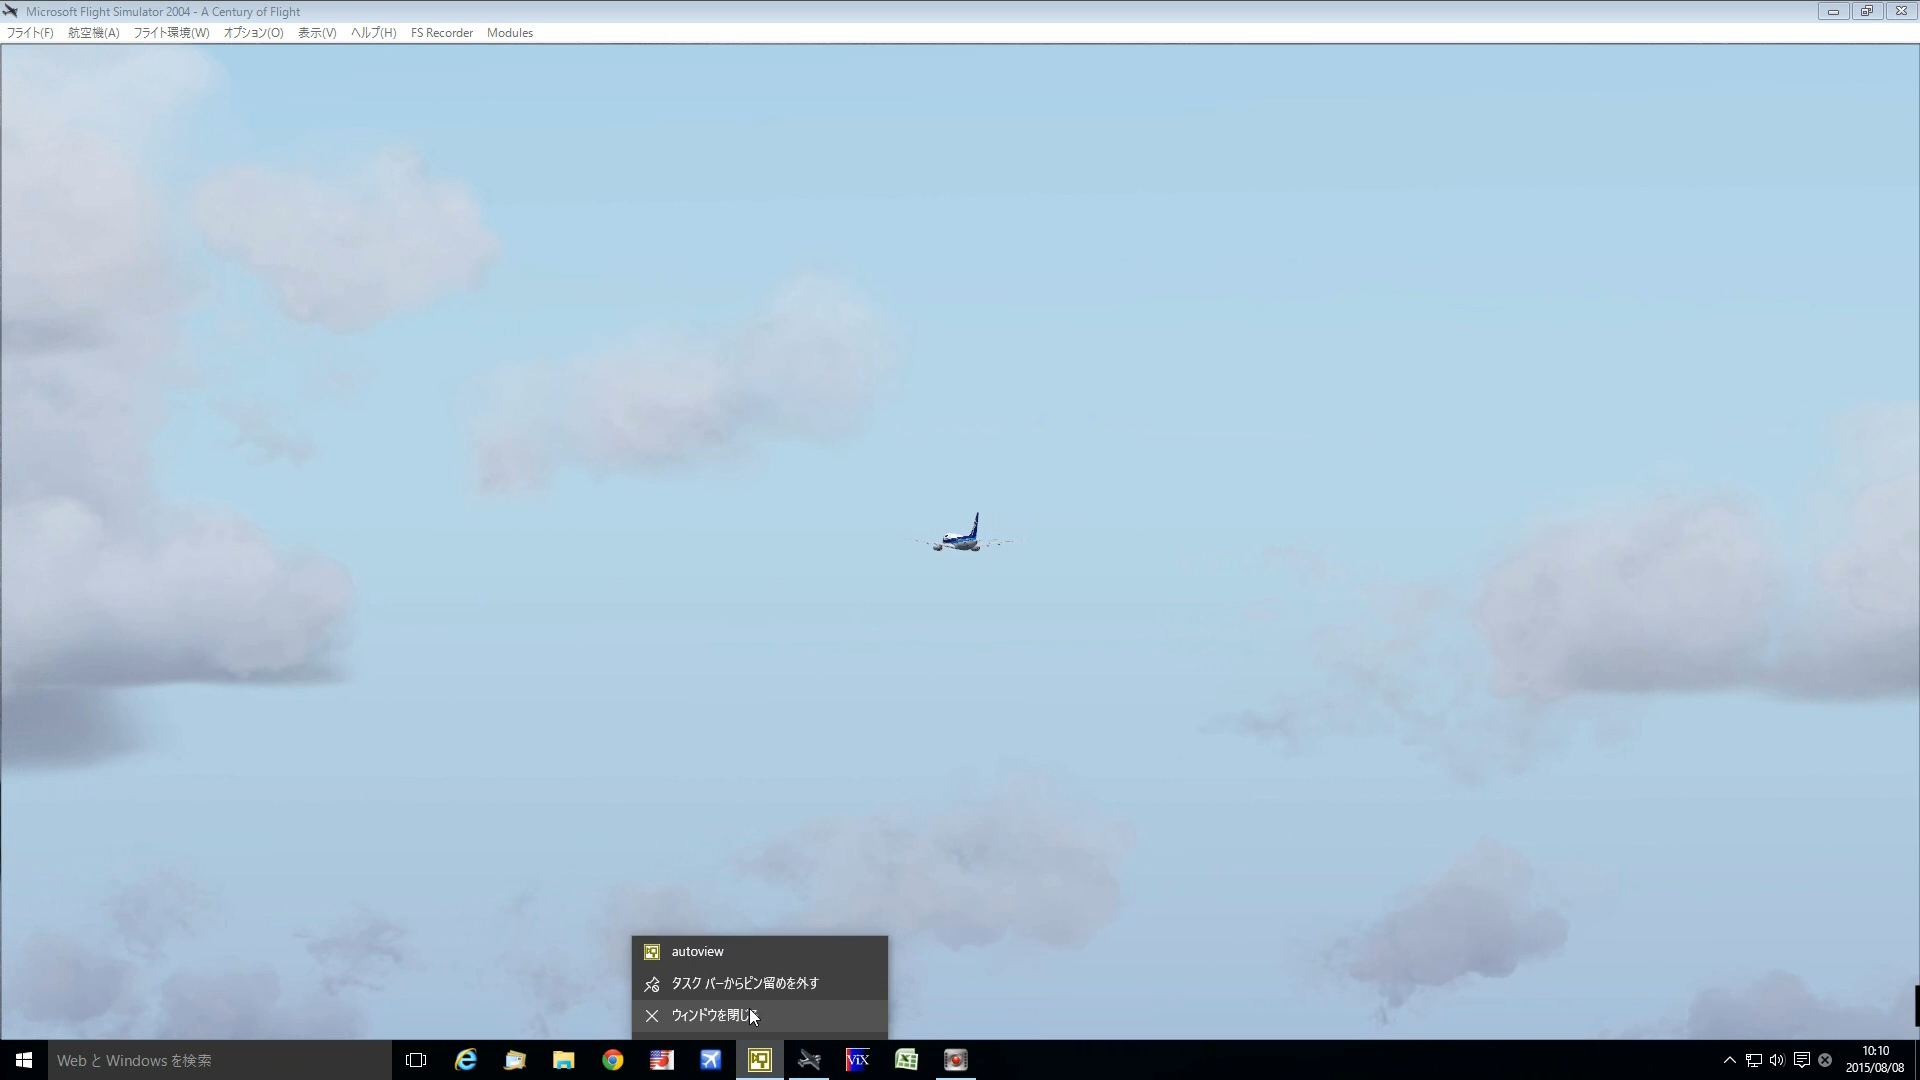 Microsoft Flight Simulator 2004 - A Century of Flight
フライト(F) 航空機(A) フライト環境(W) オプション(O) 表示(V) ヘルプ(H) FS Recorder Modules
autoview
タスク バーからピン留めを外す
ウィンドウを閉じ
Web と Windows を検索
ViX
10:10
2015/08/08